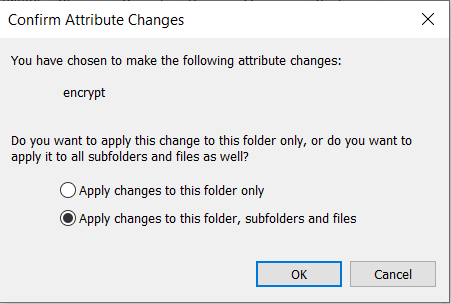 Confirm Attribute Changes
You have chosen to make the following attribute changes:
encrypt
Do you want to apply this change to this folder only, or do you want to
apply it to all subfolders and files as well?
Apply changes to this folder only
Apply changes to this folder, subfolders and files
OK Cancel